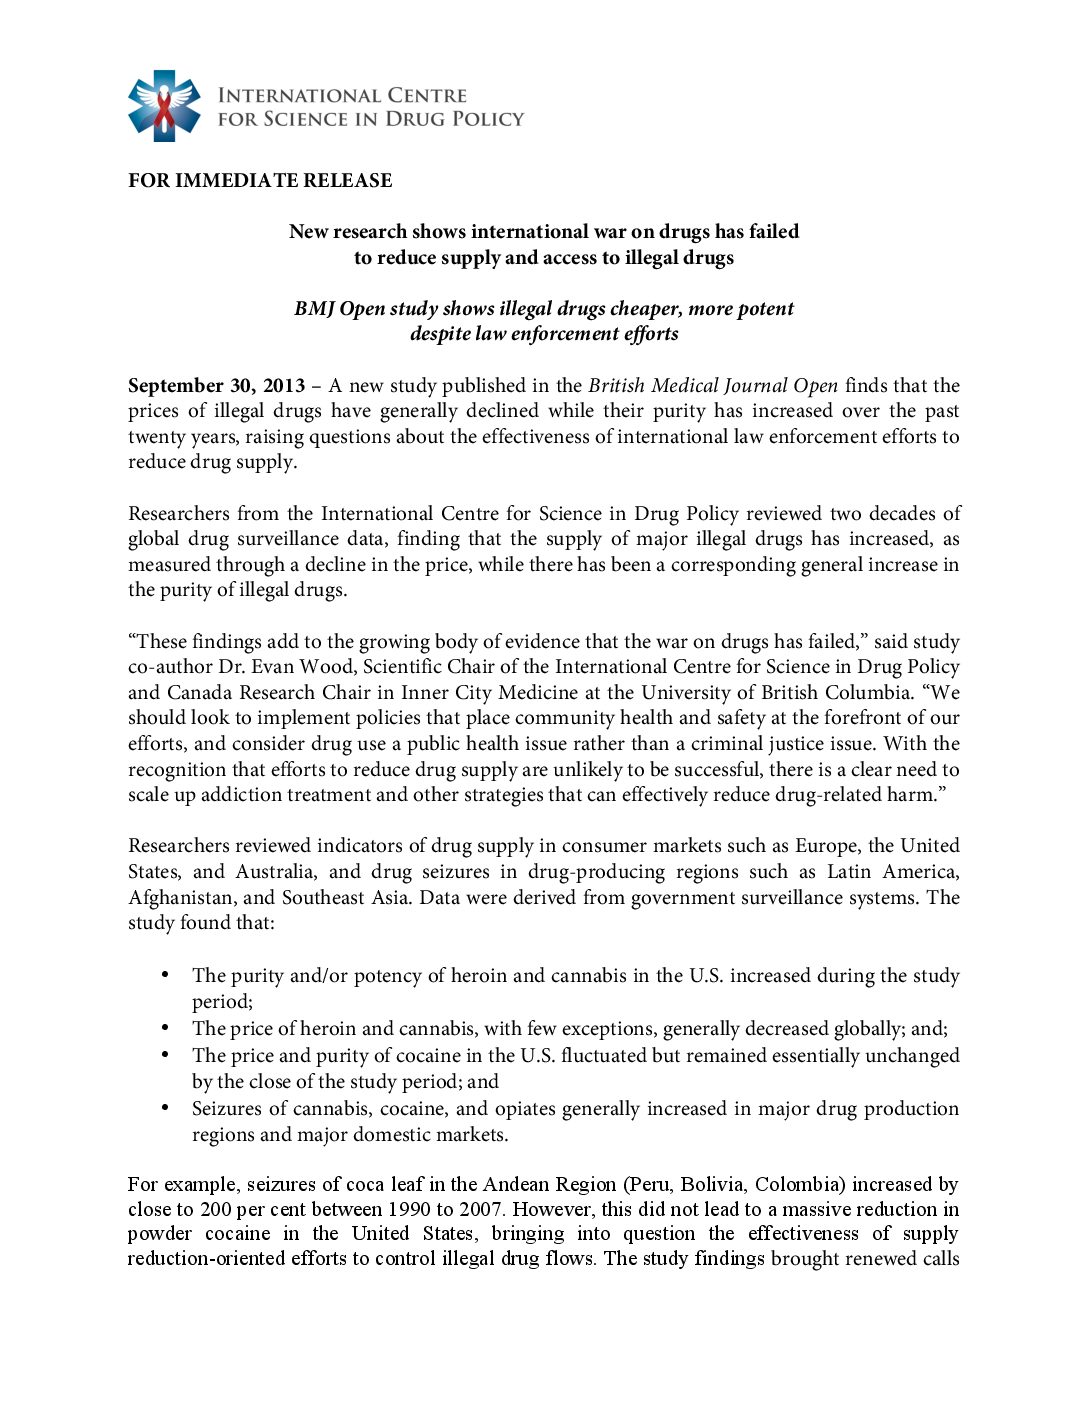 INTERNATIONAL CENTRE
FOR SCIENCE IN DRUG POLICY
FOR IMMEDIATE RELEASE
New research shows international war on drugs has failed
to reduce supply and access to illegal drugs
BMJ Open study shows illegal drugs cheaper, more potent
despite law enforcement efforts
September 30, 2013 – A new study published in the British Medical Journal Open finds that the
prices of illegal drugs have generally declined while their purity has increased over the past
twenty years, raising questions about the effectiveness of international law enforcement efforts to
reduce drug supply.
Researchers from the International Centre for Science in Drug Policy reviewed two decades of
global drug surveillance data, finding that the supply of major illegal drugs has increased, as
measured through a decline in the price, while there has been a corresponding general increase in
the purity of illegal drugs.
“These findings add to the growing body of evidence that the war on drugs has failed,” said study
co-author Dr. Evan Wood, Scientific Chair of the International Centre for Science in Drug Policy
and Canada Research Chair in Inner City Medicine at the University of British Columbia. “We
should look to implement policies that place community health and safety at the forefront of our
efforts, and consider drug use a public health issue rather than a criminal justice issue. With the
recognition that efforts to reduce drug supply are unlikely to be successful, there is a clear need to
scale up addiction treatment and other strategies that can effectively reduce drug-related harm.”
Researchers reviewed indicators of drug supply in consumer markets such as Europe, the United
States, and Australia, and drug seizures in drug-producing regions such as Latin America,
Afghanistan, and Southeast Asia. Data were derived from government surveillance systems. The
study found that:
• The purity and/or potency of heroin and cannabis in the U.S. increased during the study
period;
• The price of heroin and cannabis, with few exceptions, generally decreased globally; and;
• The price and purity of cocaine in the U.S. fluctuated but remained essentially unchanged
by the close of the study period; and
• Seizures of cannabis, cocaine, and opiates generally increased in major drug production
regions and major domestic markets.
For example, seizures of coca leaf in the Andean Region (Peru, Bolivia, Colombia) increased by
close to 200 per cent between 1990 to 2007. However, this did not lead to a massive reduction in
powder cocaine in the United States, bringing into question the effectiveness of supply
reduction-oriented efforts to control illegal drug flows. The study findings brought renewed calls